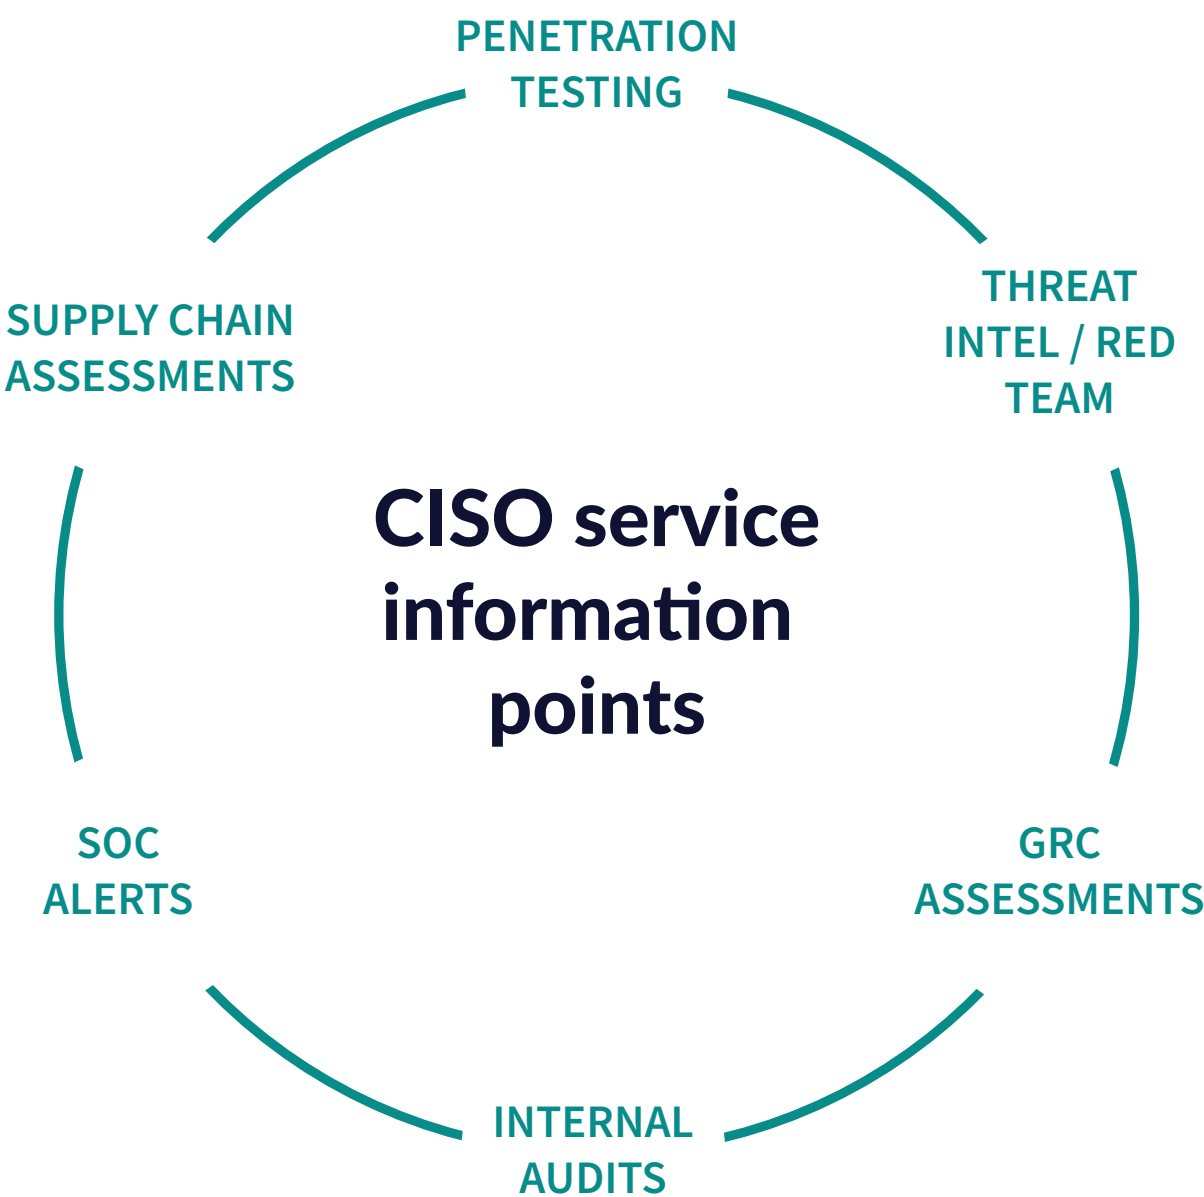 PENETRATION
TESTING
THREAT
INTEL / RED
TEAM
SUPPLY CHAIN
ASSESSMENTS
CISO service
information
points
SOC
ALERTS
GRC
ASSESSMENTS
INTERNAL
AUDITS